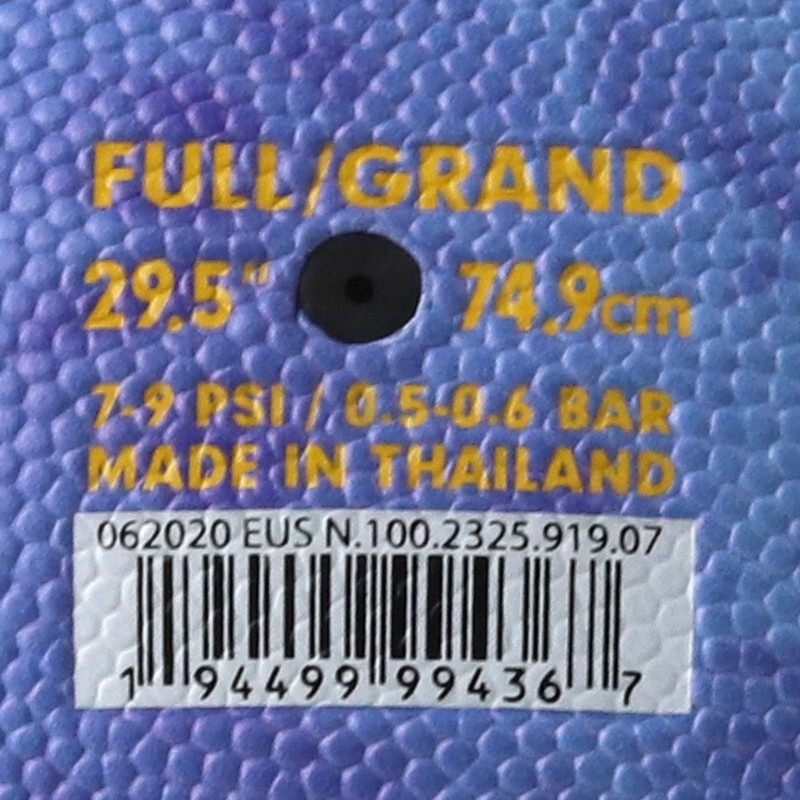 FULL/GRAND
29.5" 74.9cm
7-9 PSI / 0.5-0.6 BAR
MADE IN THAILAND
062020 EUS N.100.2325.919.07
1 94499 99436 7